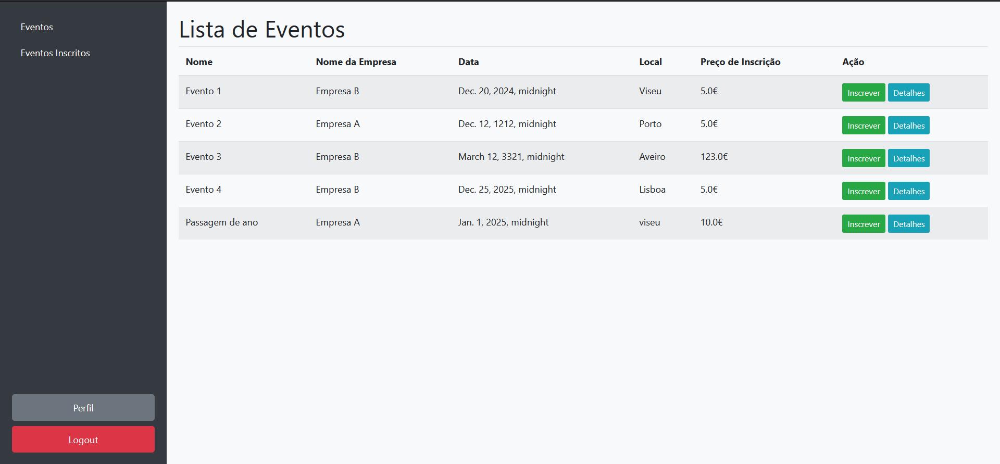 Eventos
Eventos Inscritos
Perfil
Logout
Lista de Eventos
Nome Nome da Empresa Data Local Preço de Inscrição Ação
Evento 1 Empresa B Dec. 20, 2024, midnight Viseu 5.0€ Inscrever Detalhes
Evento 2 Empresa A Dec. 12, 1212, midnight Porto 5.0€ Inscrever Detalhes
Evento 3 Empresa B March 12, 3321, midnight Aveiro 123.0€ Inscrever Detalhes
Evento 4 Empresa B Dec. 25, 2025, midnight Lisboa 5.0€ Inscrever Detalhes
Passagem de ano Empresa A Jan. 1, 2025, midnight viseu 10.0€ Inscrever Detalhes